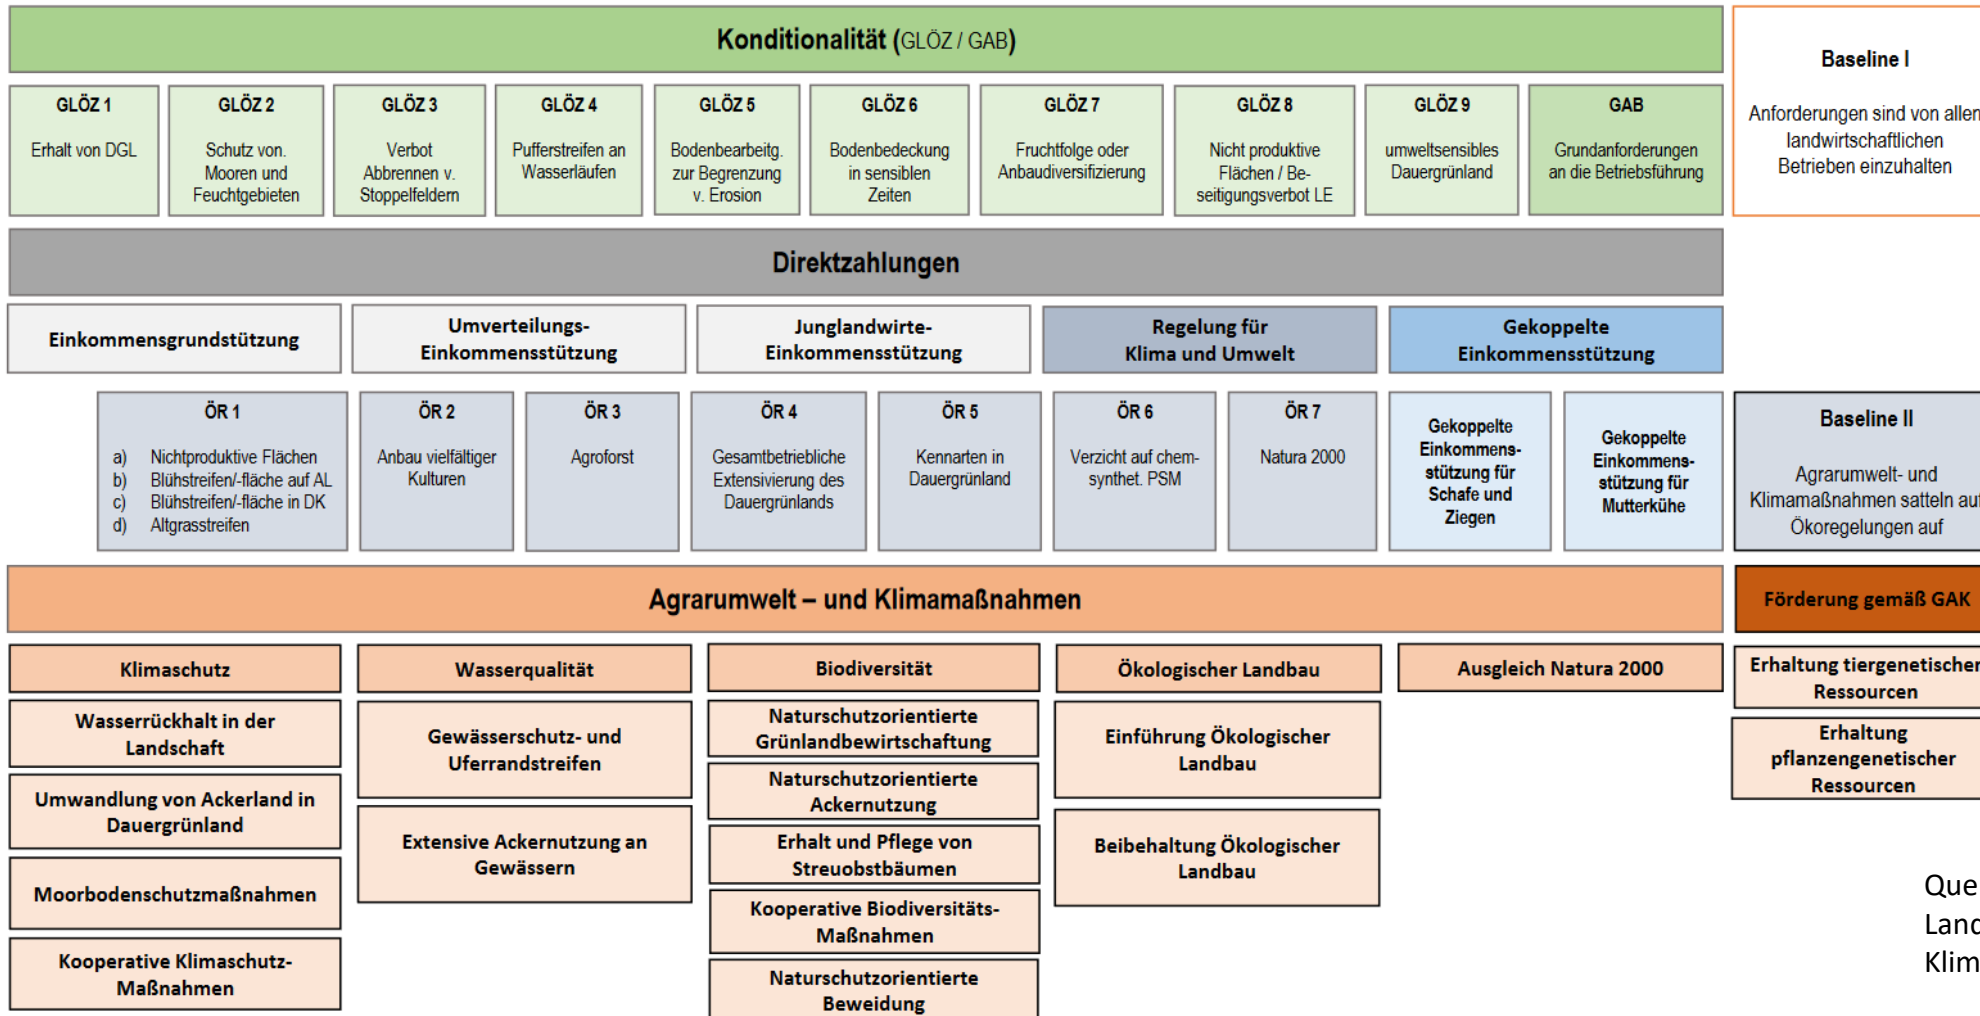 Konditionalität (GLÖZ / GAB)
Baseline I
Anforderungen sind von allen
landwirtschaftlichen
Betrieben einzuhalten
GLÖZ 1
Erhalt von DGL
GLÖZ 2
Schutz von.
Mooren und
Feuchtgebieten
GLÖZ 3
Verbot
Abbrennen v.
Stoppelfeldern
GLÖZ 4
Pufferstreifen an
Wasserläufen
GLÖZ 5
Bodenbearbeitg.
zur Begrenzung
v. Erosion
GLÖZ 6
Bodenbedeckung
in sensiblen
Zeiten
GLÖZ 7
Fruchtfolge oder
Anbaudiversifizierung
GLÖZ 8
Nicht produktive
Flächen / Be-
seitigungsverbot LE
GLÖZ 9
umweltsensibles
Dauergrünland
GAB
Grundanforderungen
an die Betriebsführung
Direktzahlungen
Einkommensgrundstützung
Umverteilungs-
Einkommensstützung
Junglandwirte-
Einkommensstützung
Regelung für
Klima und Umwelt
Gekoppelte
Einkommensstützung
ÖR 1
a) Nichtproduktive Flächen
b) Blühstreifen/-fläche auf AL
c) Blühstreifen/-fläche in DK
d) Altgrasstreifen
ÖR 2
Anbau vielfältiger
Kulturen
ÖR 3
Agroforst
ÖR 4
Gesamtbetriebliche
Extensivierung des
Dauergrünlands
ÖR 5
Kennarten in
Dauergrünland
ÖR 6
Verzicht auf chem-
synthet. PSM
ÖR 7
Natura 2000
Gekoppelte
Einkommens-
stützung für
Schafe und
Ziegen
Gekoppelte
Einkommens-
stützung für
Mutterkühe
Baseline II
Agrarumwelt- und
Klimamaßnahmen satteln auf
Ökoregelungen auf
Agrarumwelt – und Klimamaßnahmen
Förderung gemäß GAK
Klimaschutz
Wasserrückhalt in der
Landschaft
Umwandlung von Ackerland in
Dauergrünland
Moorbodenschutzmaßnahmen
Kooperative Klimaschutz-
Maßnahmen
Wasserqualität
Gewässerschutz- und
Uferrandstreifen
Extensive Ackernutzung an
Gewässern
Biodiversität
Naturschutzorientierte
Grünlandbewirtschaftung
Naturschutzorientierte
Ackernutzung
Erhalt und Pflege von
Streuobstbäumen
Kooperative Biodiversitäts-
Maßnahmen
Naturschutzorientierte
Beweidung
Ökologischer Landbau
Einführung Ökologischer
Landbau
Beibehaltung Ökologischer
Landbau
Ausgleich Natura 2000
Erhaltung tiergenetischer
Ressourcen
Erhaltung
pflanzengenetischer
Ressourcen
Que
Land
Klim